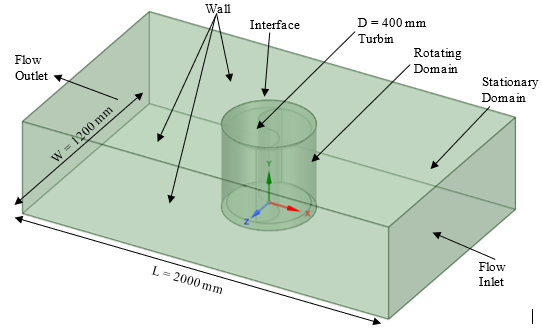 Wall
Interface
D = 400 mm
Turbin
Flow
Outlet
Rotating
Domain
Stationary
Domain
W = 1200 mm
Y
X
Z
Flow
Inlet
L = 2000 mm